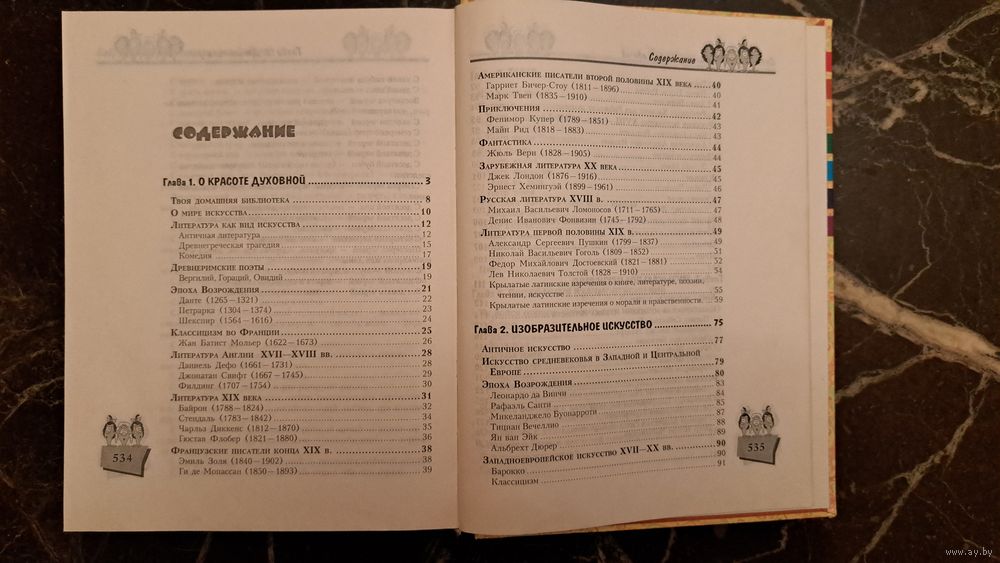 СОДЕРЖАНИЕ
Глава 1. О КРАСОТЕ ДУХОВНОЙ 3
Твоя домашняя библиотека 8
О мире искусства 10
Литература как вид искусства 12
Античная литература 12
Древнегреческая трагедия 15
Комедия 17
Древнеримские поэты 19
Вергилий, Гораций, Овидий 19
Эпоха Возрождения 21
Данте (1265—1321) 22
Петрарка (1304—1374) 23
Шекспир (1564—1616) 24
Классицизм во Франции 25
Жан Батист Мольер (1622—1673) 26
Литература Англии XVII—XVIII вв. 28
Даниель Дефо (1661—1731) 28
Джонатан Свифт (1667—1745) 29
Филдинг (1707—1754) 30
Литература XIX века 31
Байрон (1788—1824) 32
Стендаль (1783—1842) 34
Чарльз Диккенс (1812—1870) 35
Гюстав Флобер (1821—1880) 36
Французские писатели конца XIX в. 38
Эмиль Золя (1840—1902) 38
Ги де Мопассан (1850—1893) 39
534
Содержание
Американские писатели второй половины XIX века 40
Гарриет Бичер-Стоу (1811—1896) 40
Марк Твен (1835—1910) 41
Приключения 42
Фенимор Купер (1789—1851) 43
Майн Рид (1818—1883) 43
Фантастика 44
Жюль Верн (1828—1905) 44
Зарубежная литература XX века 45
Джек Лондон (1876—1916) 45
Эрнест Хемингуэй (1899—1961) 46
Русская литература XVIII в. 47
Михаил Васильевич Ломоносов (1711—1765) 47
Денис Иванович Фонвизин (1745—1792) 48
Литература первой половины XIX в. 49
Александр Сергеевич Пушкин (1799—1837) 49
Николай Васильевич Гоголь (1809—1852) 51
Федор Михайлович Достоевский (1821—1881) 52
Лев Николаевич Толстой (1828—1910) 54
Крылатые латинские изречения о книге, литературе, поэзии,
чтении, искусстве 55
Крылатые латинские изречения о морали и нравственности 59
Глава 2. ИЗОБРАЗИТЕЛЬНОЕ ИСКУССТВО 75
Античное искусство 77
Искусство средневековья в Западной и Центральной
Европе 79
Эпоха Возрождения 80
Леонардо да Винчи 83
Рафаэль Санти 84
Микеланджело Буонарроти 85
Тициан Вечеллио 87
Ян ван Эйк 88
Альбрехт Дюрер 89
Западноевропейское искусство XVII—XX вв. 90
Барокко 90
Классицизм 91
535
www.ay.by